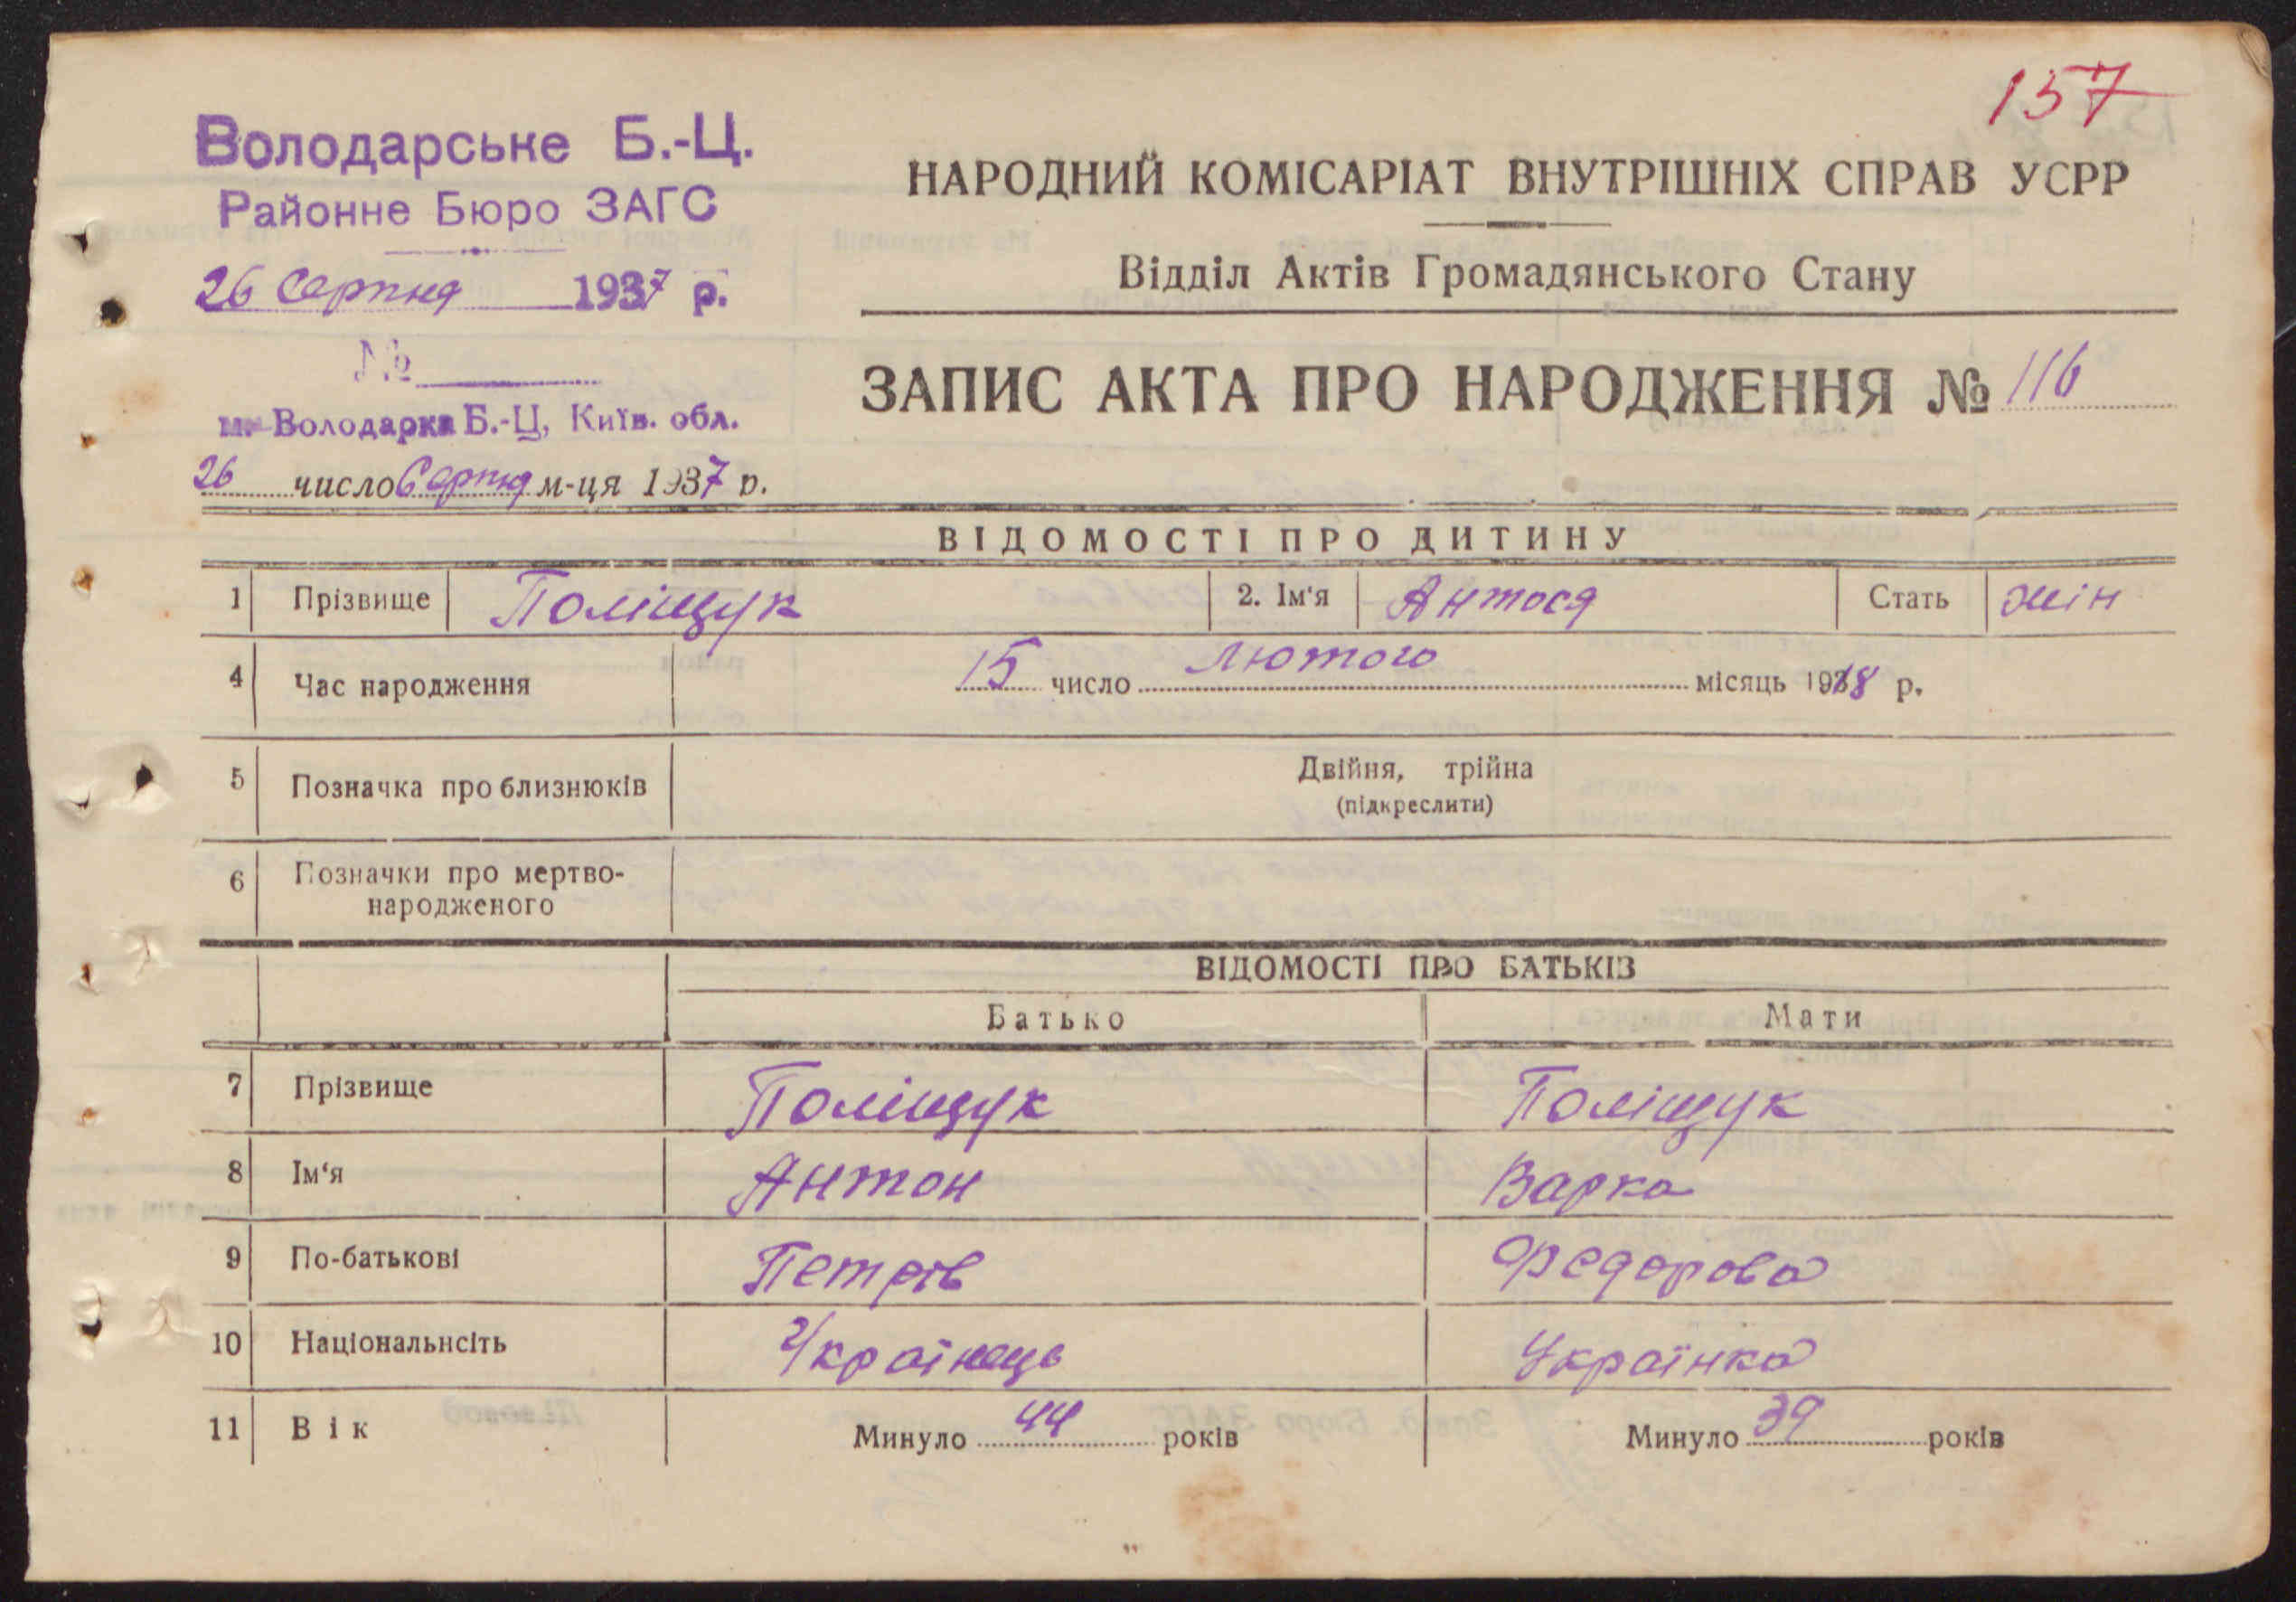 157
Володарське Б.-Ц.
Районне Бюро ЗАГС
26 Серпня 1937 р.
№
м. Володарка Б.-Ц, Київ. обл.
26 число Серпня м-ця 1937 р.
НАРОДНИЙ КОМІСАРІАТ ВНУТРІШНІХ СПРАВ УСРР
Відділ Актів Громадянського Стану
ЗАПИС АКТА ПРО НАРОДЖЕННЯ № 116
ВІДОМОСТІ ПРО ДИТИНУ
1 Прізвище Поліщук 2. Ім'я Антося Стать жін
4 Час народження 15 число Лютого місяць 1918 р.
5 Позначка про близнюків Двійня, трійна
(підкреслити)
6 Позначки про мертво-
народженого
ВІДОМОСТІ ПРО БАТЬКІВ
Батько Мати
7 Прізвище Поліщук Поліщук
8 Ім'я Антон Варка
9 По-батькові Петров Федорова
10 Національнсіть Українець Українка
11 Вік Минуло 44 років Минуло 39 років